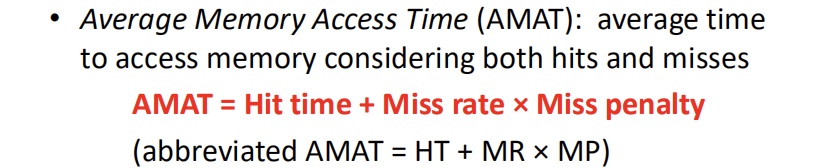 • Average Memory Access Time (AMAT): average time
to access memory considering both hits and misses
AMAT = Hit time + Miss rate × Miss penalty
(abbreviated AMAT = HT + MR × MP)